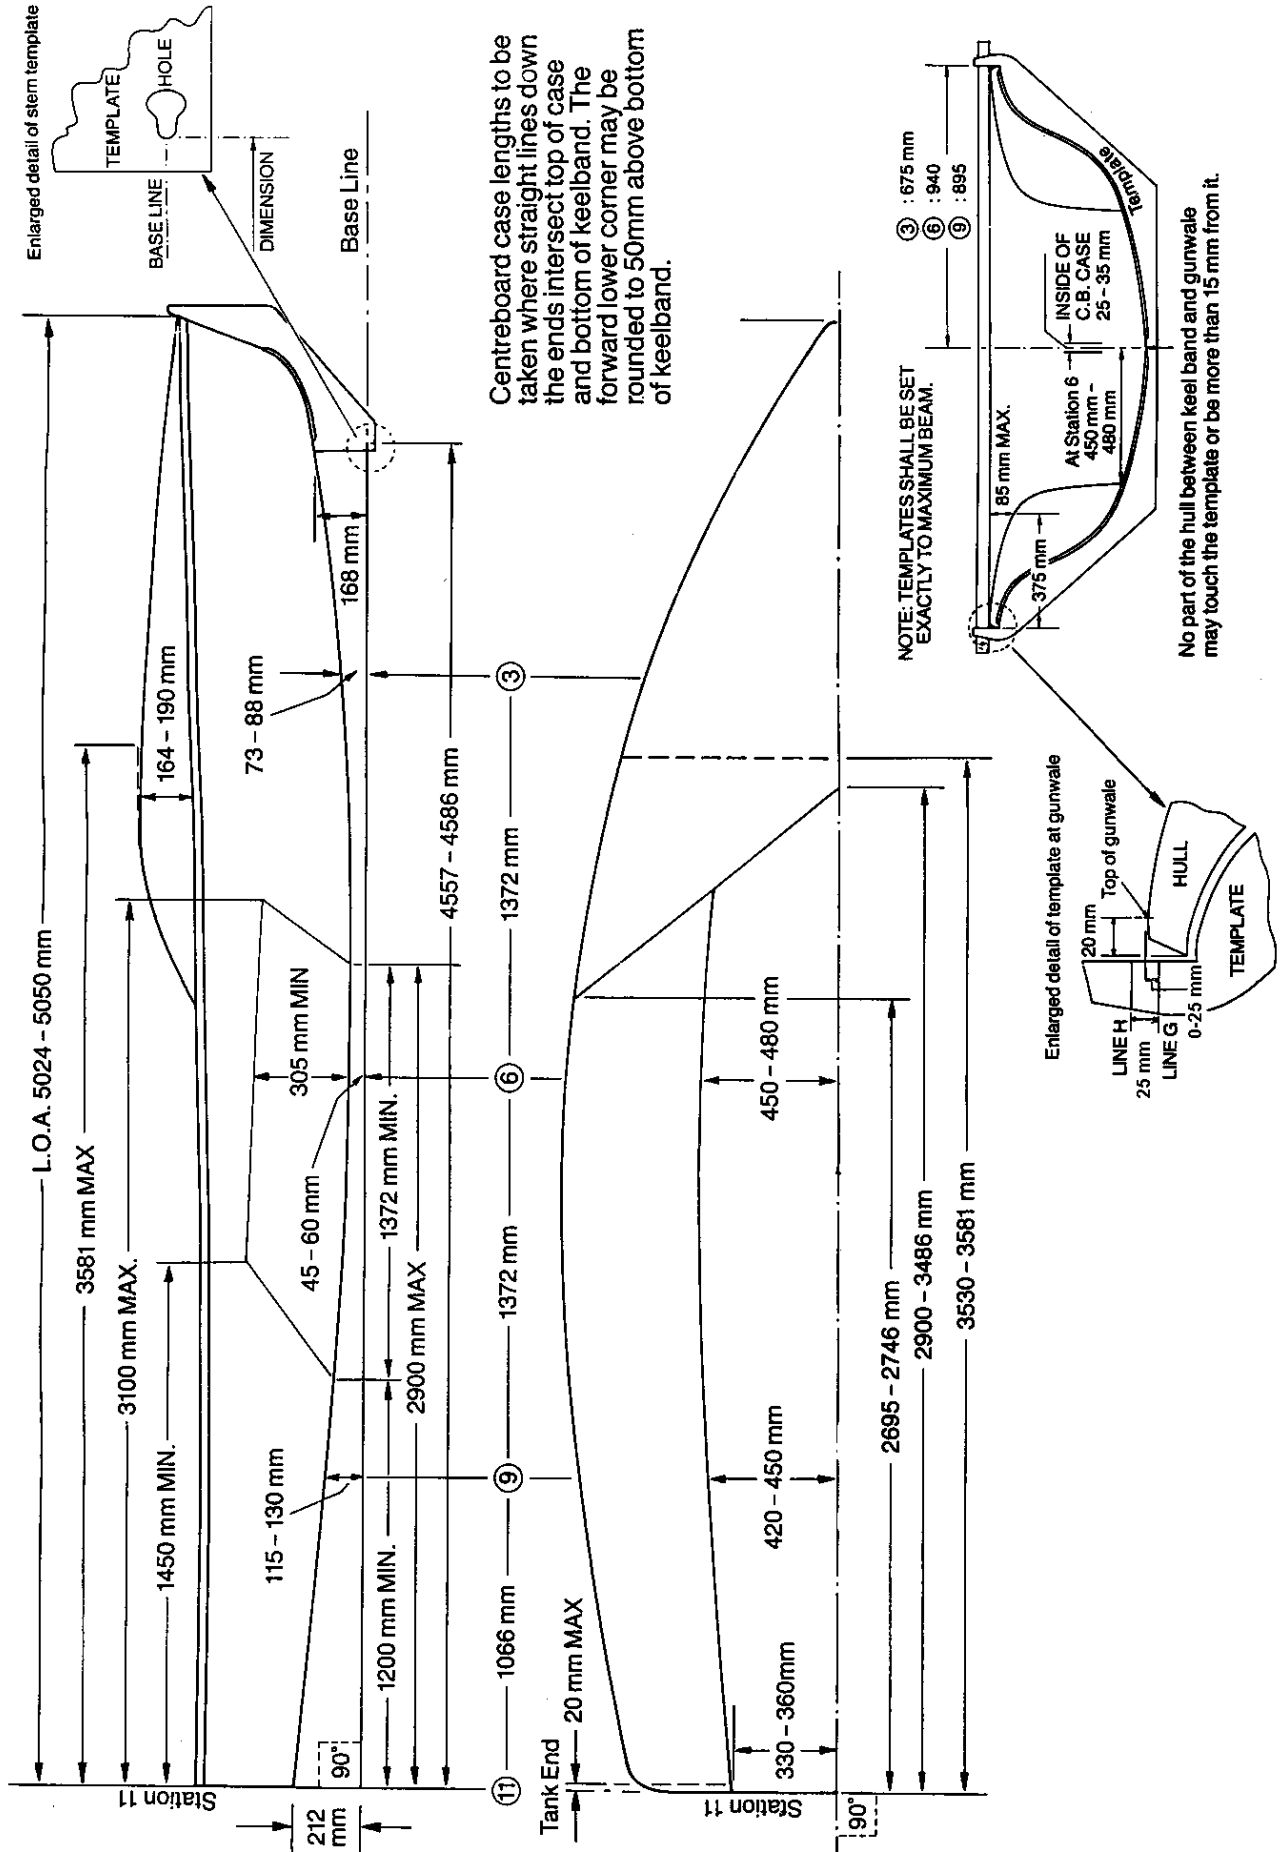 Enlarged detail of stem template
TEMPLATE
HOLE
BASE LINE
DIMENSION
Base Line
L.O.A. 5024 – 5050 mm
3581 mm MAX
3100 mm MAX.
1450 mm MIN.
164 – 190 mm
73 – 88 mm
168 mm
305 mm MIN
45 – 60 mm
115 – 130 mm
1372 mm MIN.
1200 mm MIN.
2900 mm MAX
4557 – 4586 mm
Station 11
90°
212
mm
Centreboard case lengths to be
taken where straight lines down
the ends intersect top of case
and bottom of keelband. The
forward lower corner may be
rounded to 50mm above bottom
of keelband.
11
1066 mm
9
1372 mm
6
1372 mm
3
Tank End
20 mm MAX
Station 11
90°
330 – 360mm
420 – 450 mm
450 – 480 mm
2695 – 2746 mm
2900 – 3486 mm
3530 – 3581 mm
NOTE: TEMPLATES SHALL BE SET
EXACTLY TO MAXIMUM BEAM.
3 : 675 mm
6 : 940
9 : 895
INSIDE OF
C.B. CASE
25 – 35 mm
85 mm MAX.
375 mm
At Station 6
450 mm –
480 mm
Template
No part of the hull between keel band and gunwale
may touch the template or be more than 15 mm from it.
Enlarged detail of template at gunwale
Top of gunwale
20 mm
HULL
TEMPLATE
LINE H
25 mm
LINE G
0-25 mm